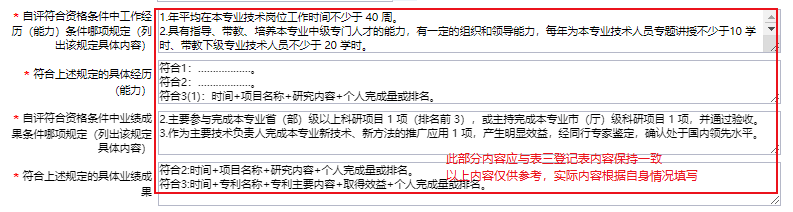 * 自评符合资格条件中工作经
历（能力）条件哪项规定（列
出该规定具体内容）
1.年平均在本专业技术岗位工作时间不少于 40 周。
2.具有指导、带教、培养本专业中级专门人才的能力，有一定的组织和领导能力，每年为本专业技术人员专题讲授不少于10 学
时、带教下级专业技术人员不少于 20 学时。
* 符合上述规定的具体经历
（能力）
符合1：……………。
符合2：……………。
符合3(1)：时间+项目名称+研究内容+个人完成量或排名。
* 自评符合资格条件中业绩成
果条件哪项规定（列出该规定
具体内容）
2.主要参与完成本专业省（部）级以上科研项目 1 项（排名前 3），或主持完成本专业市（厅）级科研项目 1 项，并通过验收。
3.作为主要技术负责人完成本专业新技术、新方法的推广应用 1 项，产生明显效益，经同行专家鉴定，确认处于国内领先水平。
* 符合上述规定的具体业绩成
果
此部分内容应与表三登记表内容保持一致
符合2:时间+项目名称+研究内容+个人完成量或排名。
以上内容仅供参考，实际内容根据自身情况填写
符合3:时间+专利名称+专利主要内容+取得效益+个人完成量或排名。